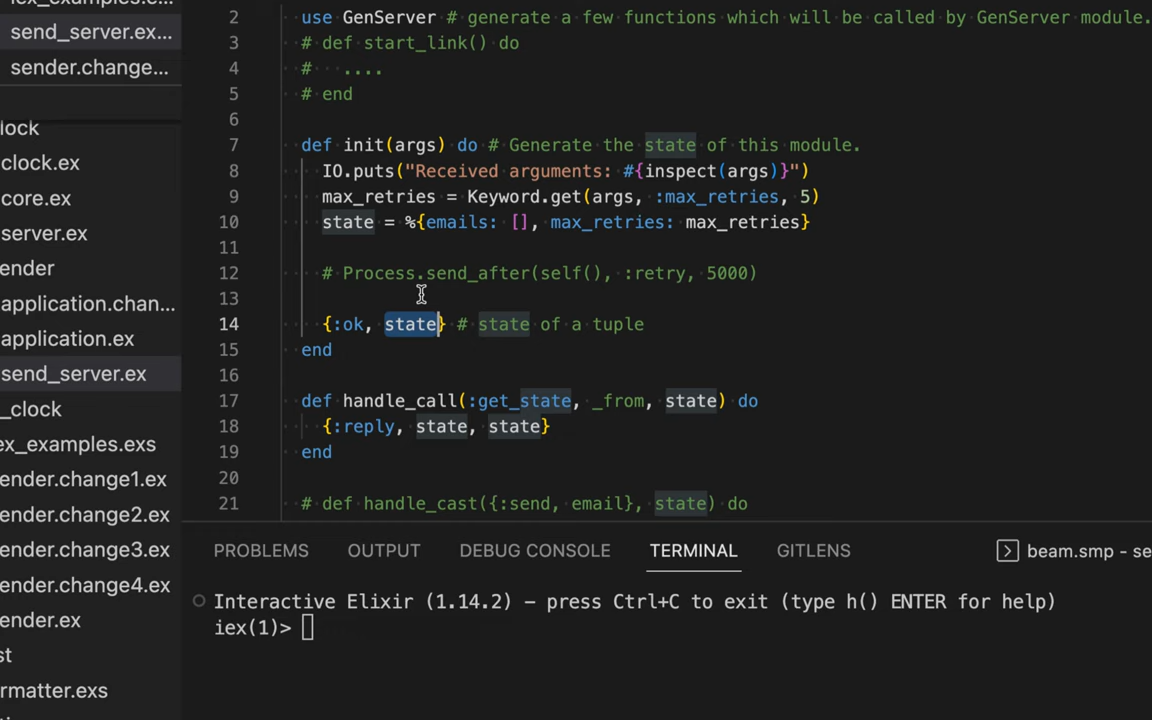 ex_examples.ex...
send_server.ex...
sender.change...
lock
clock.ex
core.ex
server.ex
ender
application.chan...
application.ex
send_server.ex
_clock
ex_examples.exs
ender.change1.ex
ender.change2.ex
ender.change3.ex
ender.change4.ex
ender.ex
st
rmatter.exs
2 use GenServer # generate a few functions which will be called by GenServer module.
3 # def start_link() do
4 # ....
5 # end
6
7 def init(args) do # Generate the state of this module.
8 IO.puts("Received arguments: #{inspect(args)}")
9 max_retries = Keyword.get(args, :max_retries, 5)
10 state = %{emails: [], max_retries: max_retries}
11
12 # Process.send_after(self(), :retry, 5000)
13
14 {:ok, state} # state of a tuple
15 end
16
17 def handle_call(:get_state, _from, state) do
18 {:reply, state, state}
19 end
20
21 # def handle_cast({:send, email}, state) do
PROBLEMS OUTPUT DEBUG CONSOLE TERMINAL GITLENS beam.smp - se
Interactive Elixir (1.14.2) - press Ctrl+C to exit (type h() ENTER for help)
iex(1)>